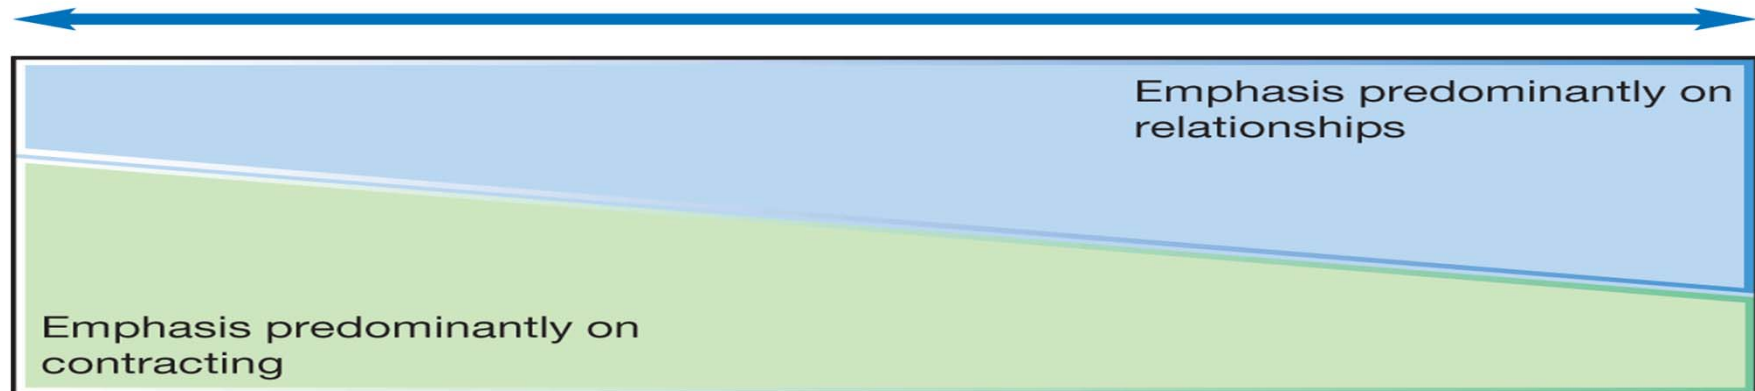 Emphasis predominantly on
relationships
Emphasis predominantly on
contracting